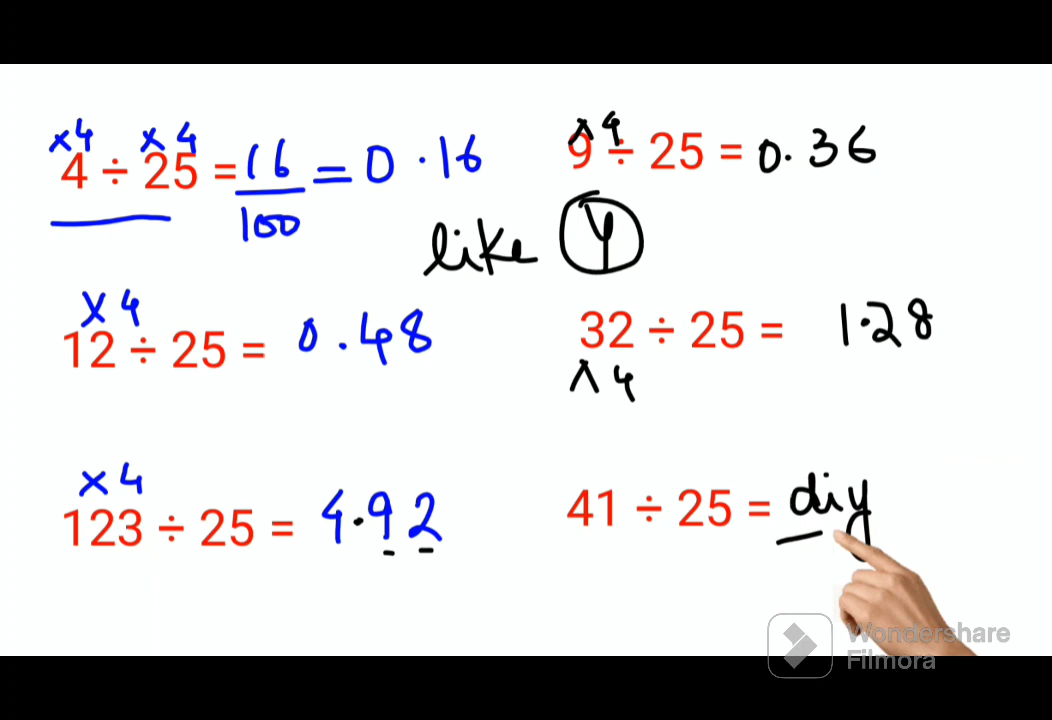 ×4 ×4
4 ÷ 25 = 16/100 = 0.16
×4
9 ÷ 25 = 0.36
like Y
×4
12 ÷ 25 = 0.48
32 ÷ 25 = 1.28
×4
×4
123 ÷ 25 = 4.92
41 ÷ 25 = diy
Wondershare
Filmora